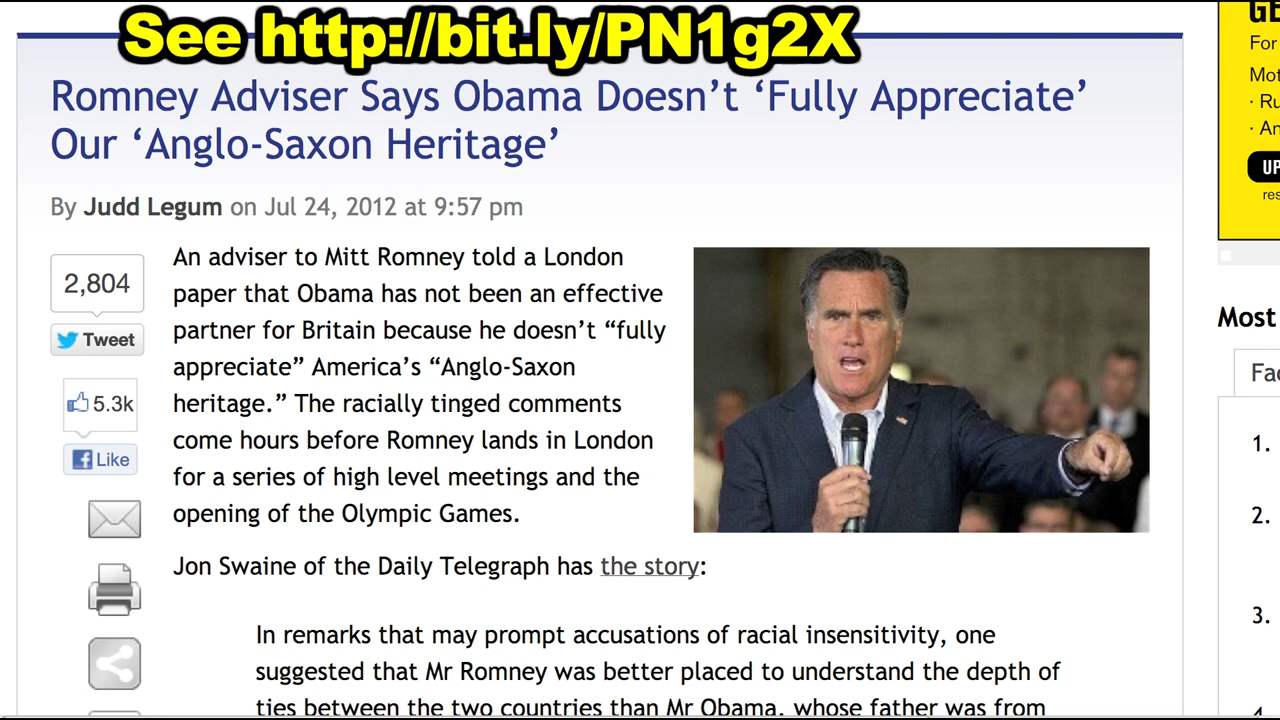 See http://bit.ly/PN1g2X
Romney Adviser Says Obama Doesn’t ‘Fully Appreciate’
Our ‘Anglo-Saxon Heritage’
By Judd Legum on Jul 24, 2012 at 9:57 pm
2,804
Tweet
5.3k
Like
An adviser to Mitt Romney told a London
paper that Obama has not been an effective
partner for Britain because he doesn’t “fully
appreciate” America’s “Anglo-Saxon
heritage.” The racially tinged comments
come hours before Romney lands in London
for a series of high level meetings and the
opening of the Olympic Games.
Jon Swaine of the Daily Telegraph has the story:
In remarks that may prompt accusations of racial insensitivity, one
suggested that Mr Romney was better placed to understand the depth of
ties between the two countries than Mr Obama, whose father was from
For
Most
1.
2.
3.
4.